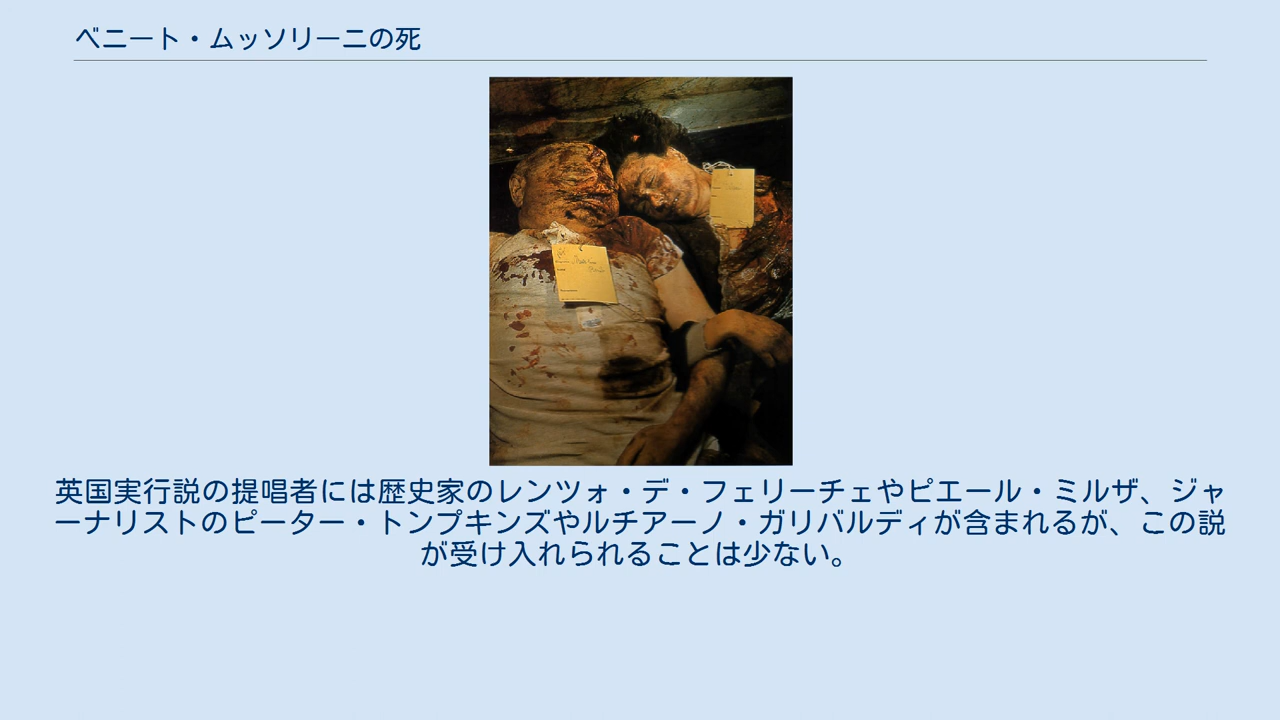 ベニート・ムッソリーニの死
英国実行説の提唱者には歴史家のレンツォ・デ・フェリーチェやピエール・ミルザ、ジャ
ーナリストのピーター・トンプキンズやルチアーノ・ガリバルディが含まれるが、この説
が受け入れられることは少ない。